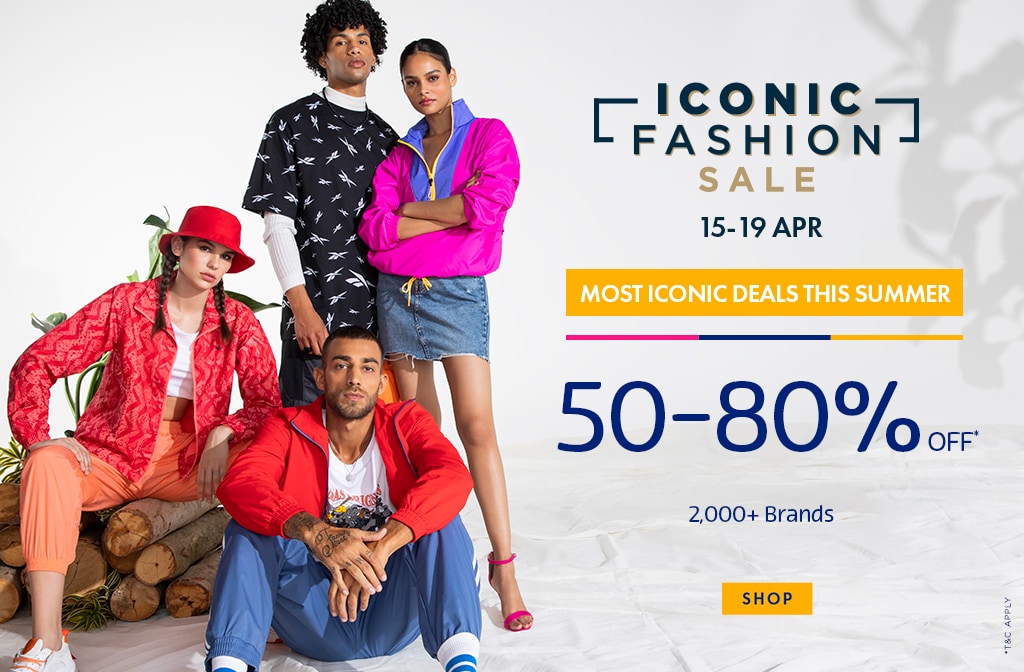 ICONIC
FASHION
SALE
15-19 APR
MOST ICONIC DEALS THIS SUMMER
50-80% OFF*
2,000+ Brands
SHOP
*T&C APPLY